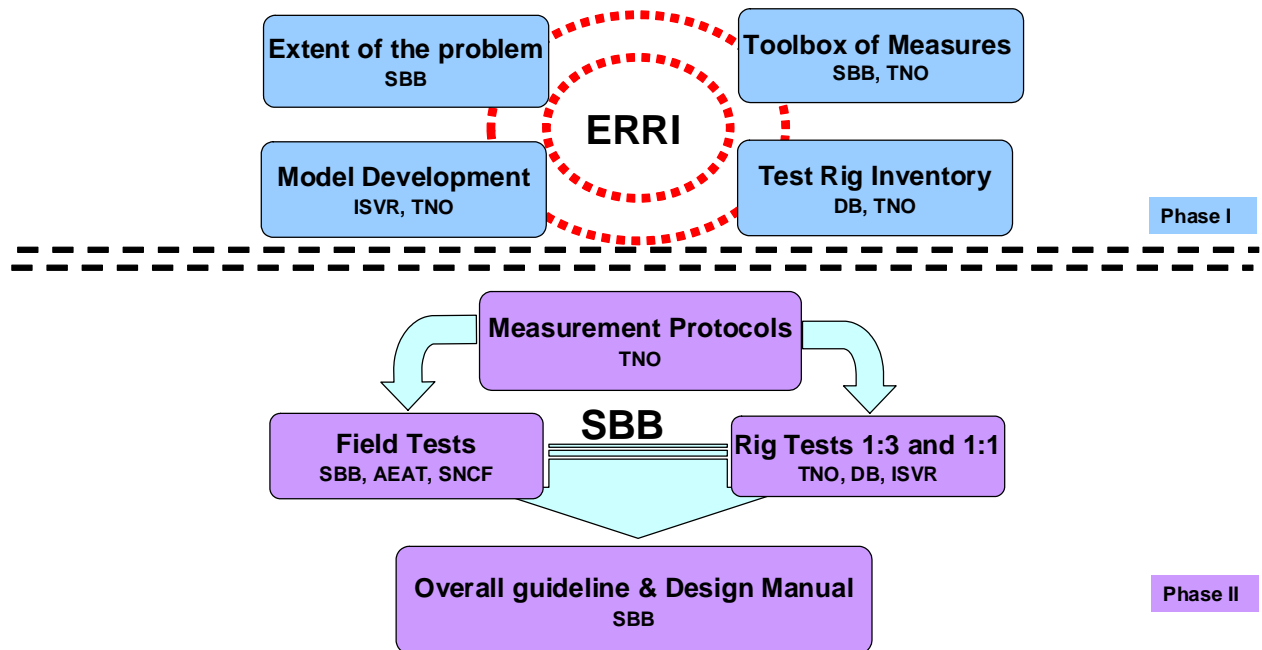 Extent of the problem
SBB
Toolbox of Measures
SBB, TNO
ERRI
Model Development
ISVR, TNO
Test Rig Inventory
DB, TNO
Phase I
Measurement Protocols
TNO
SBB
Field Tests
SBB, AEAT, SNCF
Rig Tests 1:3 and 1:1
TNO, DB, ISVR
Overall guideline & Design Manual
SBB
Phase II